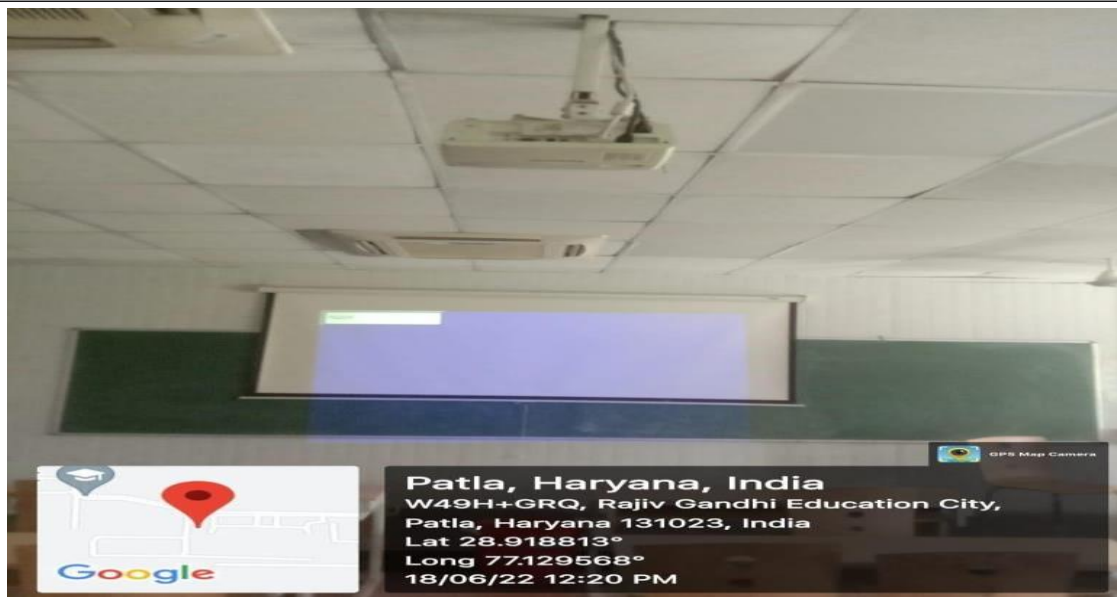 GPS Map Camera
Patla, Haryana, India
W49H+GRQ, Rajiv Gandhi Education City,
Patla, Haryana 131023, India
Lat 28.918813°
Long 77.129568°
18/06/22 12:20 PM
Google